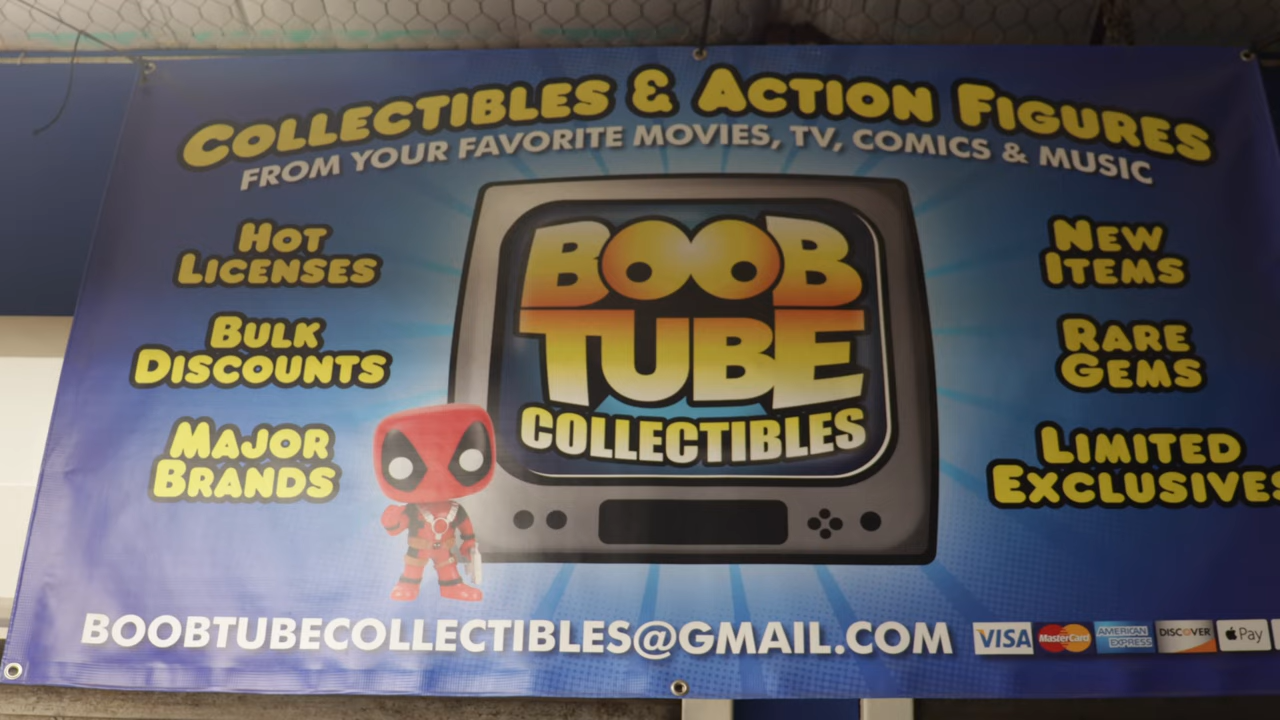 COLLECTIBLES & ACTION FIGURES
FROM YOUR FAVORITE MOVIES, TV, COMICS & MUSIC
HOT
LICENSES
BULK
DISCOUNTS
MAJOR
BRANDS
BOOB
TUBE
COLLECTIBLES
NEW
ITEMS
RARE
GEMS
LIMITED
EXCLUSIVES
BOOBTUBECOLLECTIBLES@GMAIL.COM
VISA MasterCard AMERICAN EXPRESS DISCOVER Pay